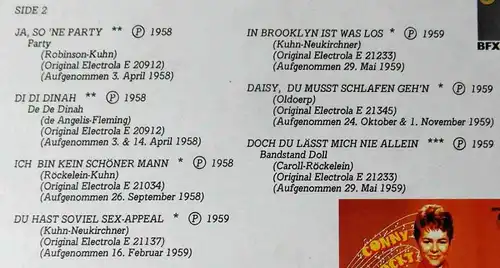 SIDE 2
JA, SO 'NE PARTY ** Ⓟ 1958
Party
(Robinson-Kuhn)
(Original Electrola E 20912)
(Aufgenommen 3. April 1958)
DI DI DINAH ** Ⓟ 1958
De De Dinah
(de Angelis-Fleming)
(Original Electrola E 20912)
(Aufgenommen 3. & 14. April 1958)
ICH BIN KEIN SCHÖNER MANN * Ⓟ 1958
(Röckelein-Kuhn)
(Original Electrola E 21034)
(Aufgenommen 26. September 1958)
DU HAST SOVIEL SEX-APPEAL * Ⓟ 1959
(Kuhn-Neukirchner)
(Original Electrola E 21137)
(Aufgenommen 16. Februar 1959)
IN BROOKLYN IST WAS LOS * Ⓟ 1959
(Kuhn-Neukirchner)
(Original Electrola E 21233)
(Aufgenommen 29. Mai 1959)
DAISY, DU MUSST SCHLAFEN GEH'N * Ⓟ 1959
(Oldoerp)
(Original Electrola E 21345)
(Aufgenommen 24. Oktober & 1. November 1959)
DOCH DU LÄSST MICH NIE ALLEIN *** Ⓟ 1959
Bandstand Doll
(Caroll-Röckelein)
(Original Electrola E 21233)
(Aufgenommen 29. Mai 1959)
BFX
CONNY